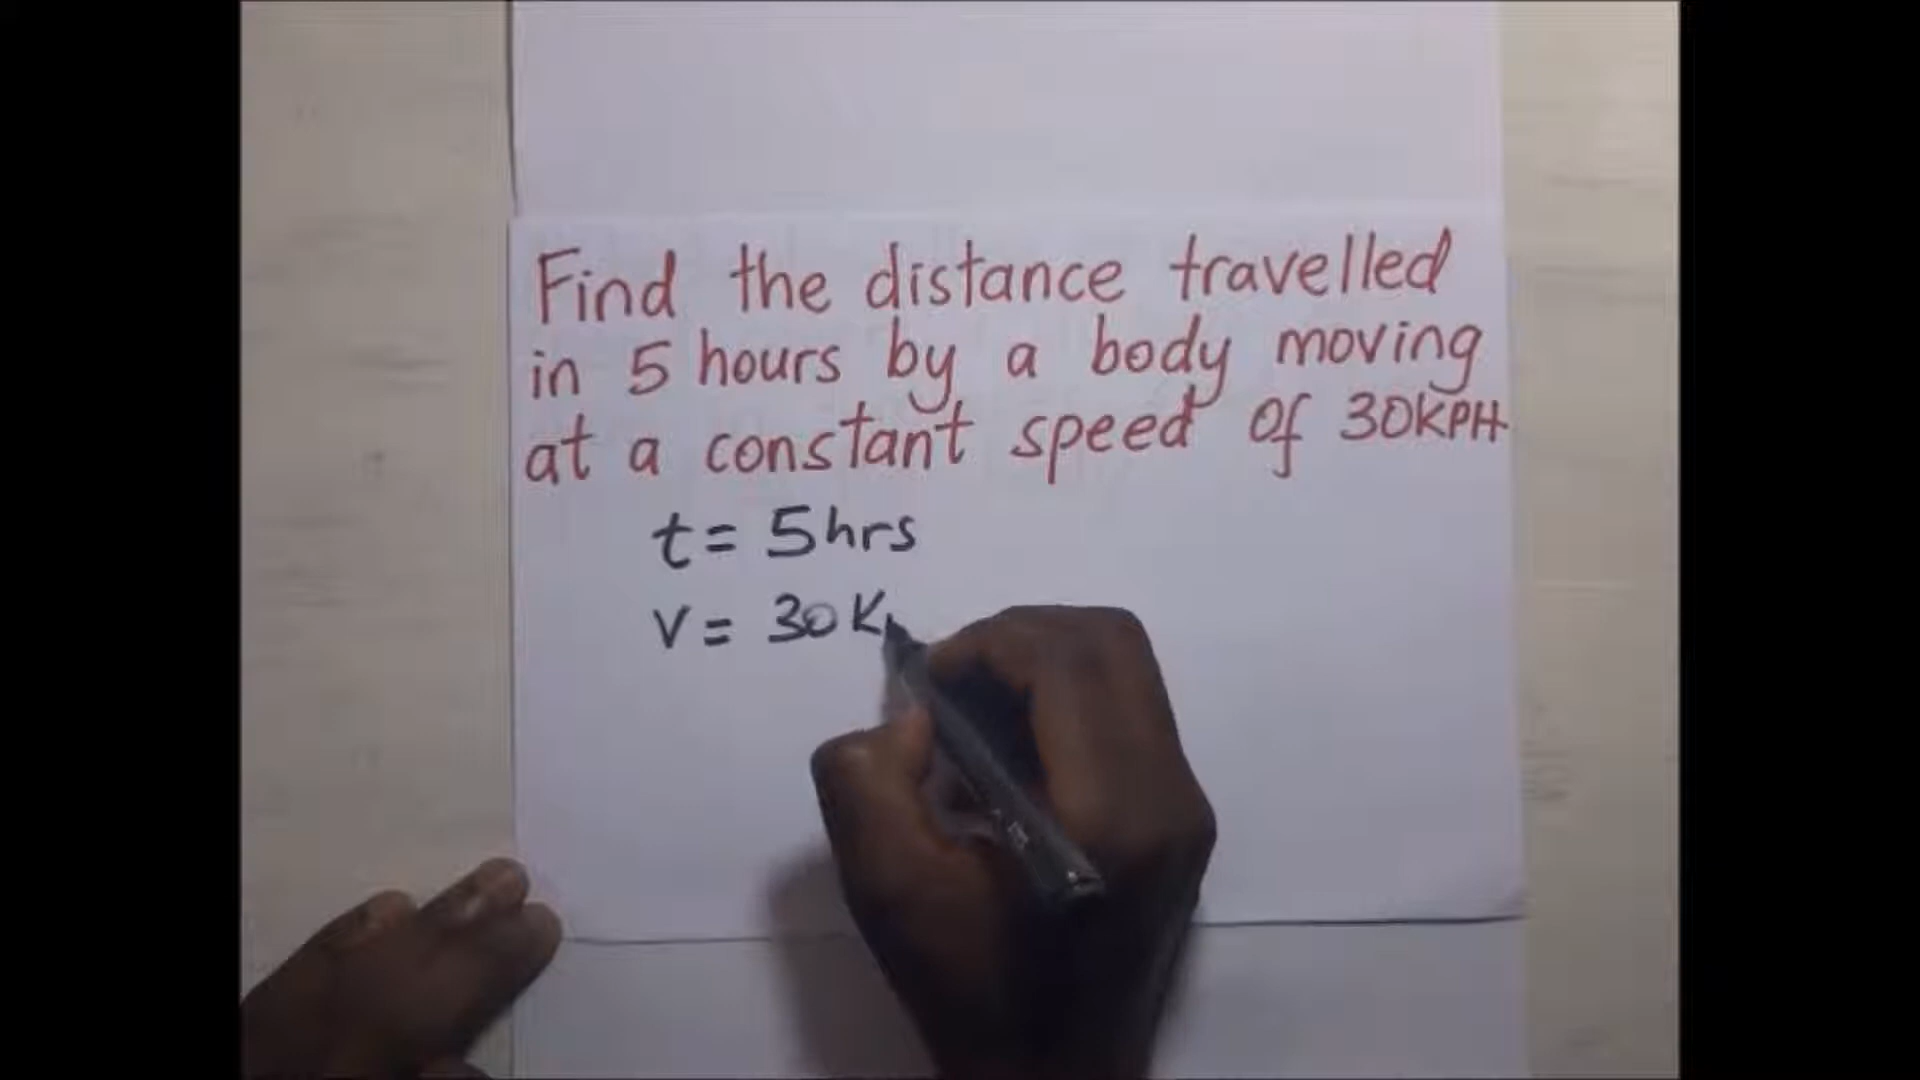 Find the distance travelled
in 5 hours by a body moving
at a constant speed of 30KPH
t = 5hrs
v = 30K